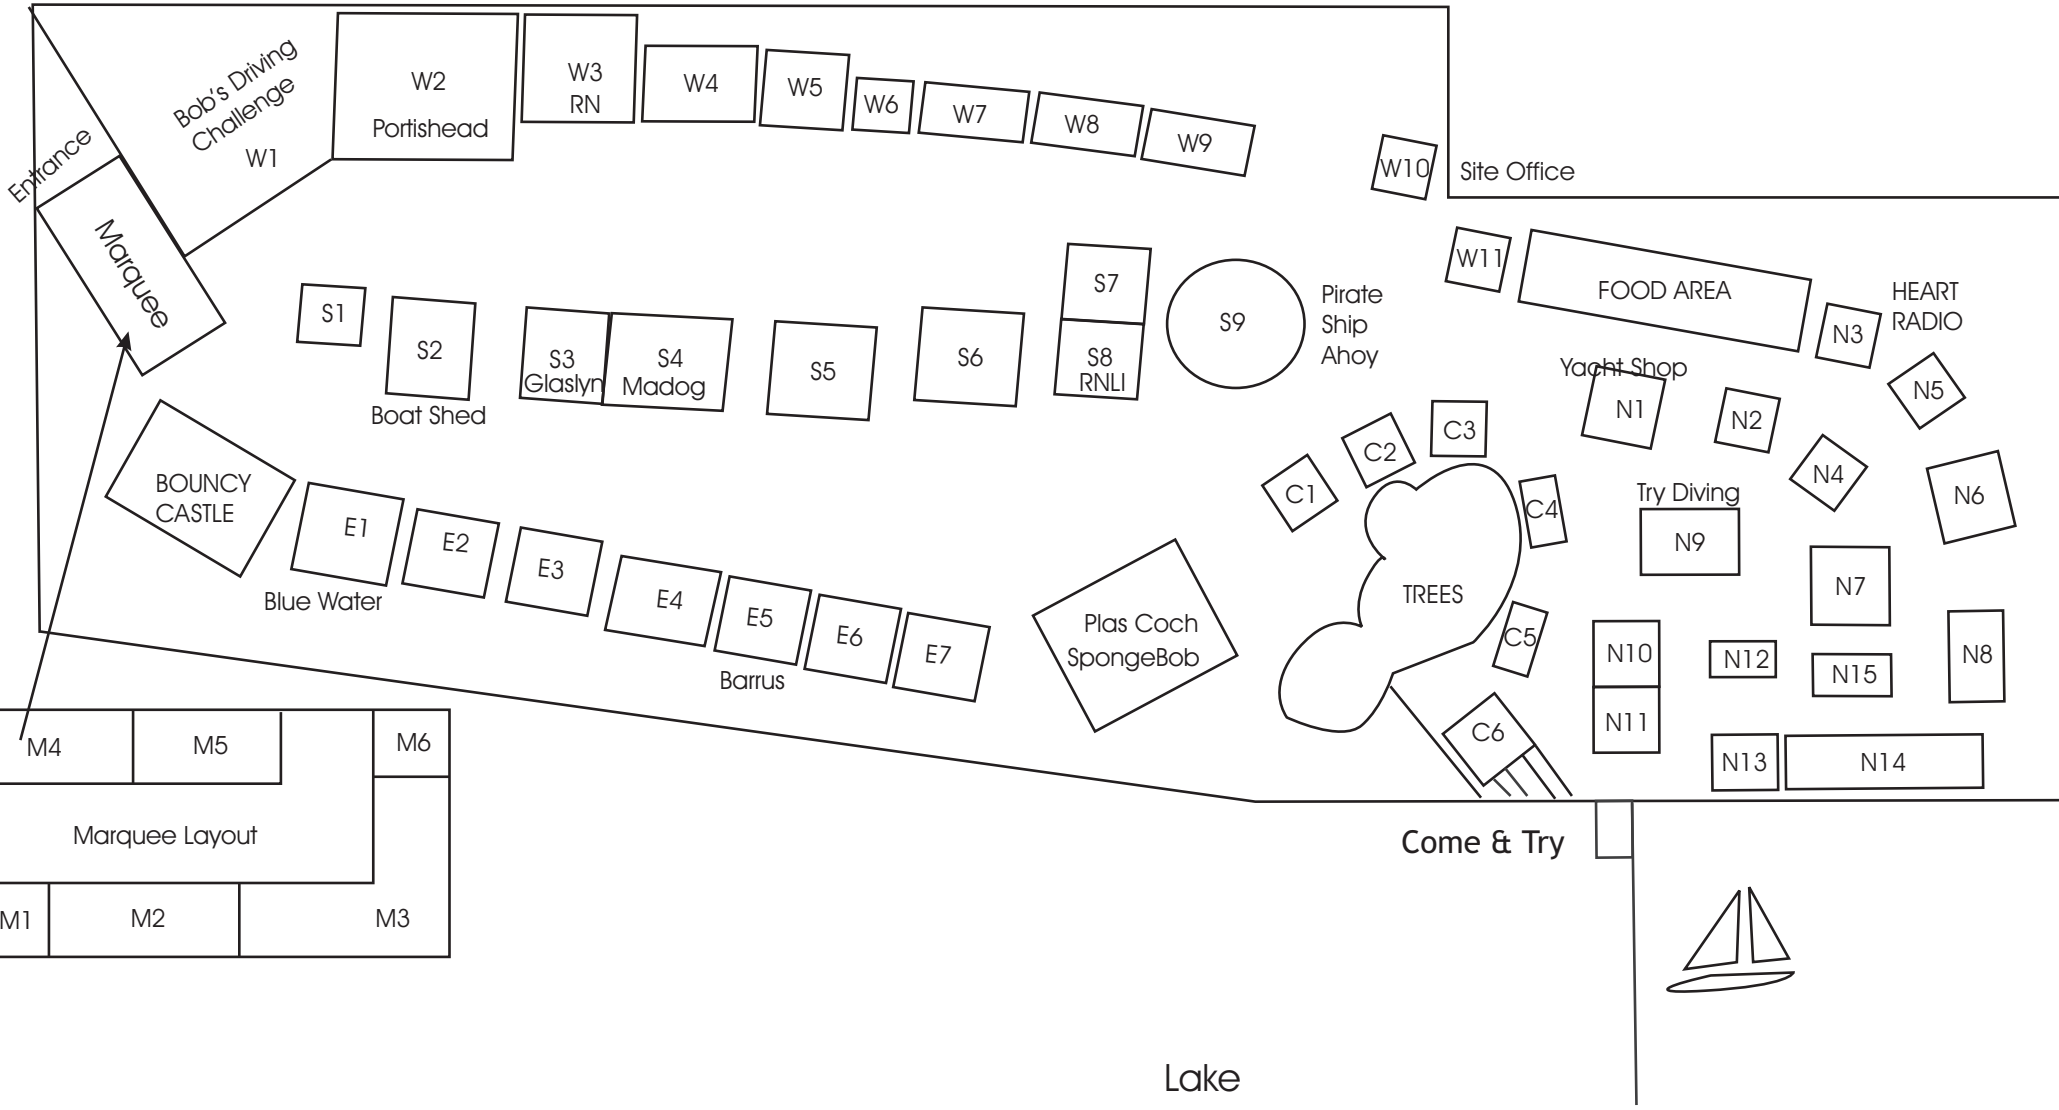 Bob's Driving
Challenge
W1
Entrance
Marquee
W2
Portishead
W3
RN
W4
W5
W6
W7
W8
W9
W10
Site Office
W11
FOOD AREA
HEART
RADIO
N3
S1
S2
Boat Shed
S3
Glaslyn
S4
Madog
S5
S6
S7
S8
RNLI
S9
Pirate
Ship
Ahoy
Yacht Shop
N1
N2
N5
N4
N6
Try Diving
N9
N7
N8
N10
N11
N12
N15
N13
N14
C1
C2
C3
C4
TREES
C5
C6
BOUNCY
CASTLE
E1
Blue Water
E2
E3
E4
E5
Barrus
E6
E7
Plas Coch
SpongeBob
M4
M5
M6
Marquee Layout
M1
M2
M3
Come & Try
Lake